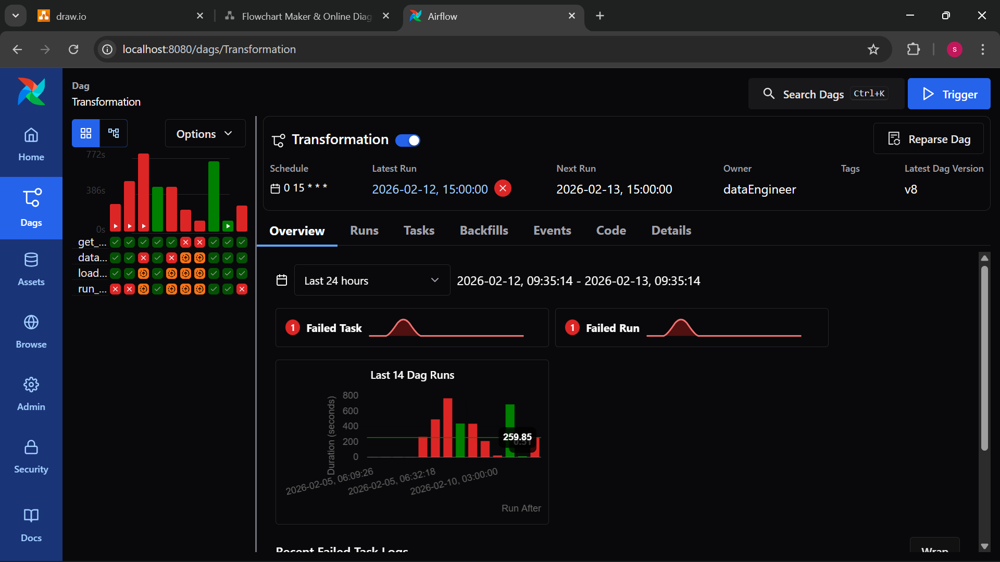 draw.io
Flowchart Maker & Online Diag
Airflow
localhost:8080/dags/Transformation
S
Dag
Transformation
Search Dags Ctrl+K
Trigger
Home
Dags
Assets
Browse
Admin
Security
Docs
Options
772s
386s
0s
get_...
data...
load...
run_...
Transformation
Reparse Dag
Schedule
Latest Run
Next Run
Owner
Tags
Latest Dag Version
0 15 * * *
2026-02-12, 15:00:00
2026-02-13, 15:00:00
dataEngineer
v8
Overview
Runs
Tasks
Backfills
Events
Code
Details
Last 24 hours
2026-02-12, 09:35:14 - 2026-02-13, 09:35:14
1 Failed Task
1 Failed Run
Last 14 Dag Runs
Duration (seconds)
800
600
400
200
0
259.85
0.51
2026-02-05, 06:09:26
2026-02-05, 06:32:18
2026-02-10, 03:00:00
Run After
Recent Failed Task Logs
Wrap